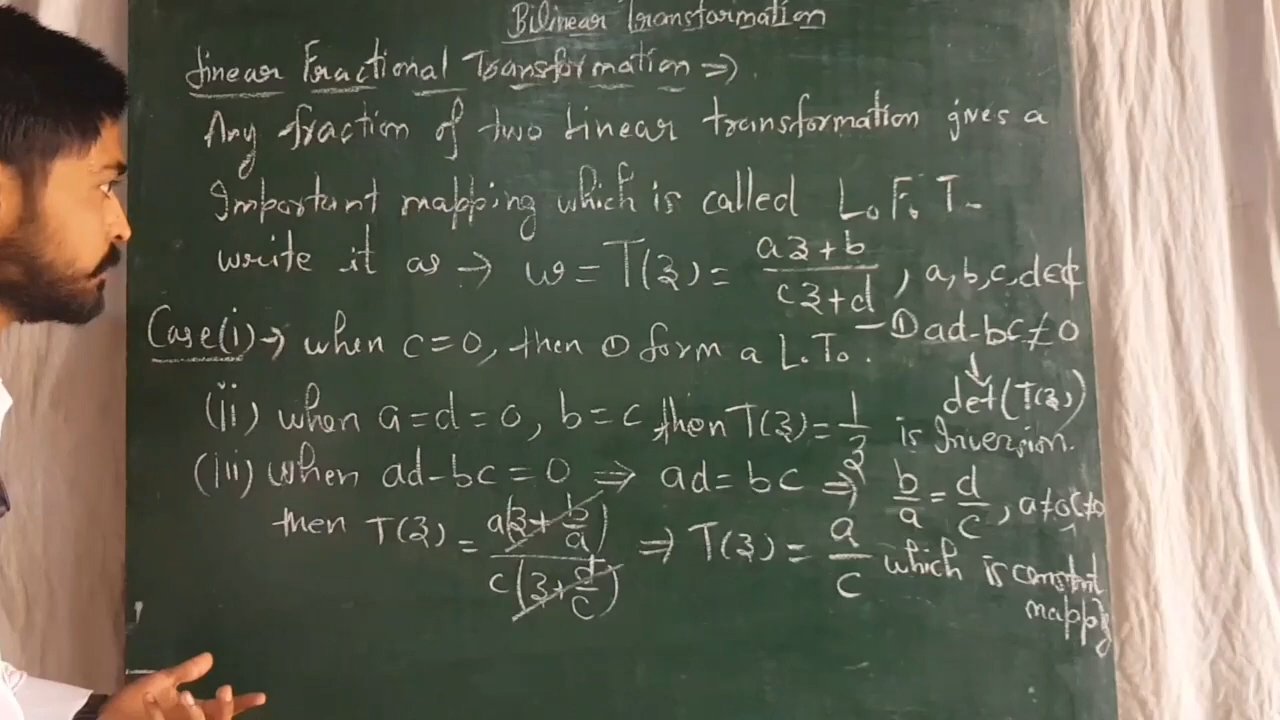 Bilinear Transformation
Linear Fractional Transformation ⇒
Any fraction of two linear transformation gives a
Important mapping which is called L.F.T.
write it as → w = T(z) = (az+b)/(cz+d), a,b,c,d∈ℂ
—① ad-bc≠0
↓
det(T(z))
Case(i) → when c=0, then ① form a L.T.
(ii) when a=d=0, b=c then T(z)=1/z is Inversion.
(iii) when ad-bc=0 ⇒ ad=bc ⇒ b/a = d/c, a≠0, c≠0
then T(z) = a(z+b/a)/c(z+d/c) ⇒ T(z) = a/c which is constant
mapping